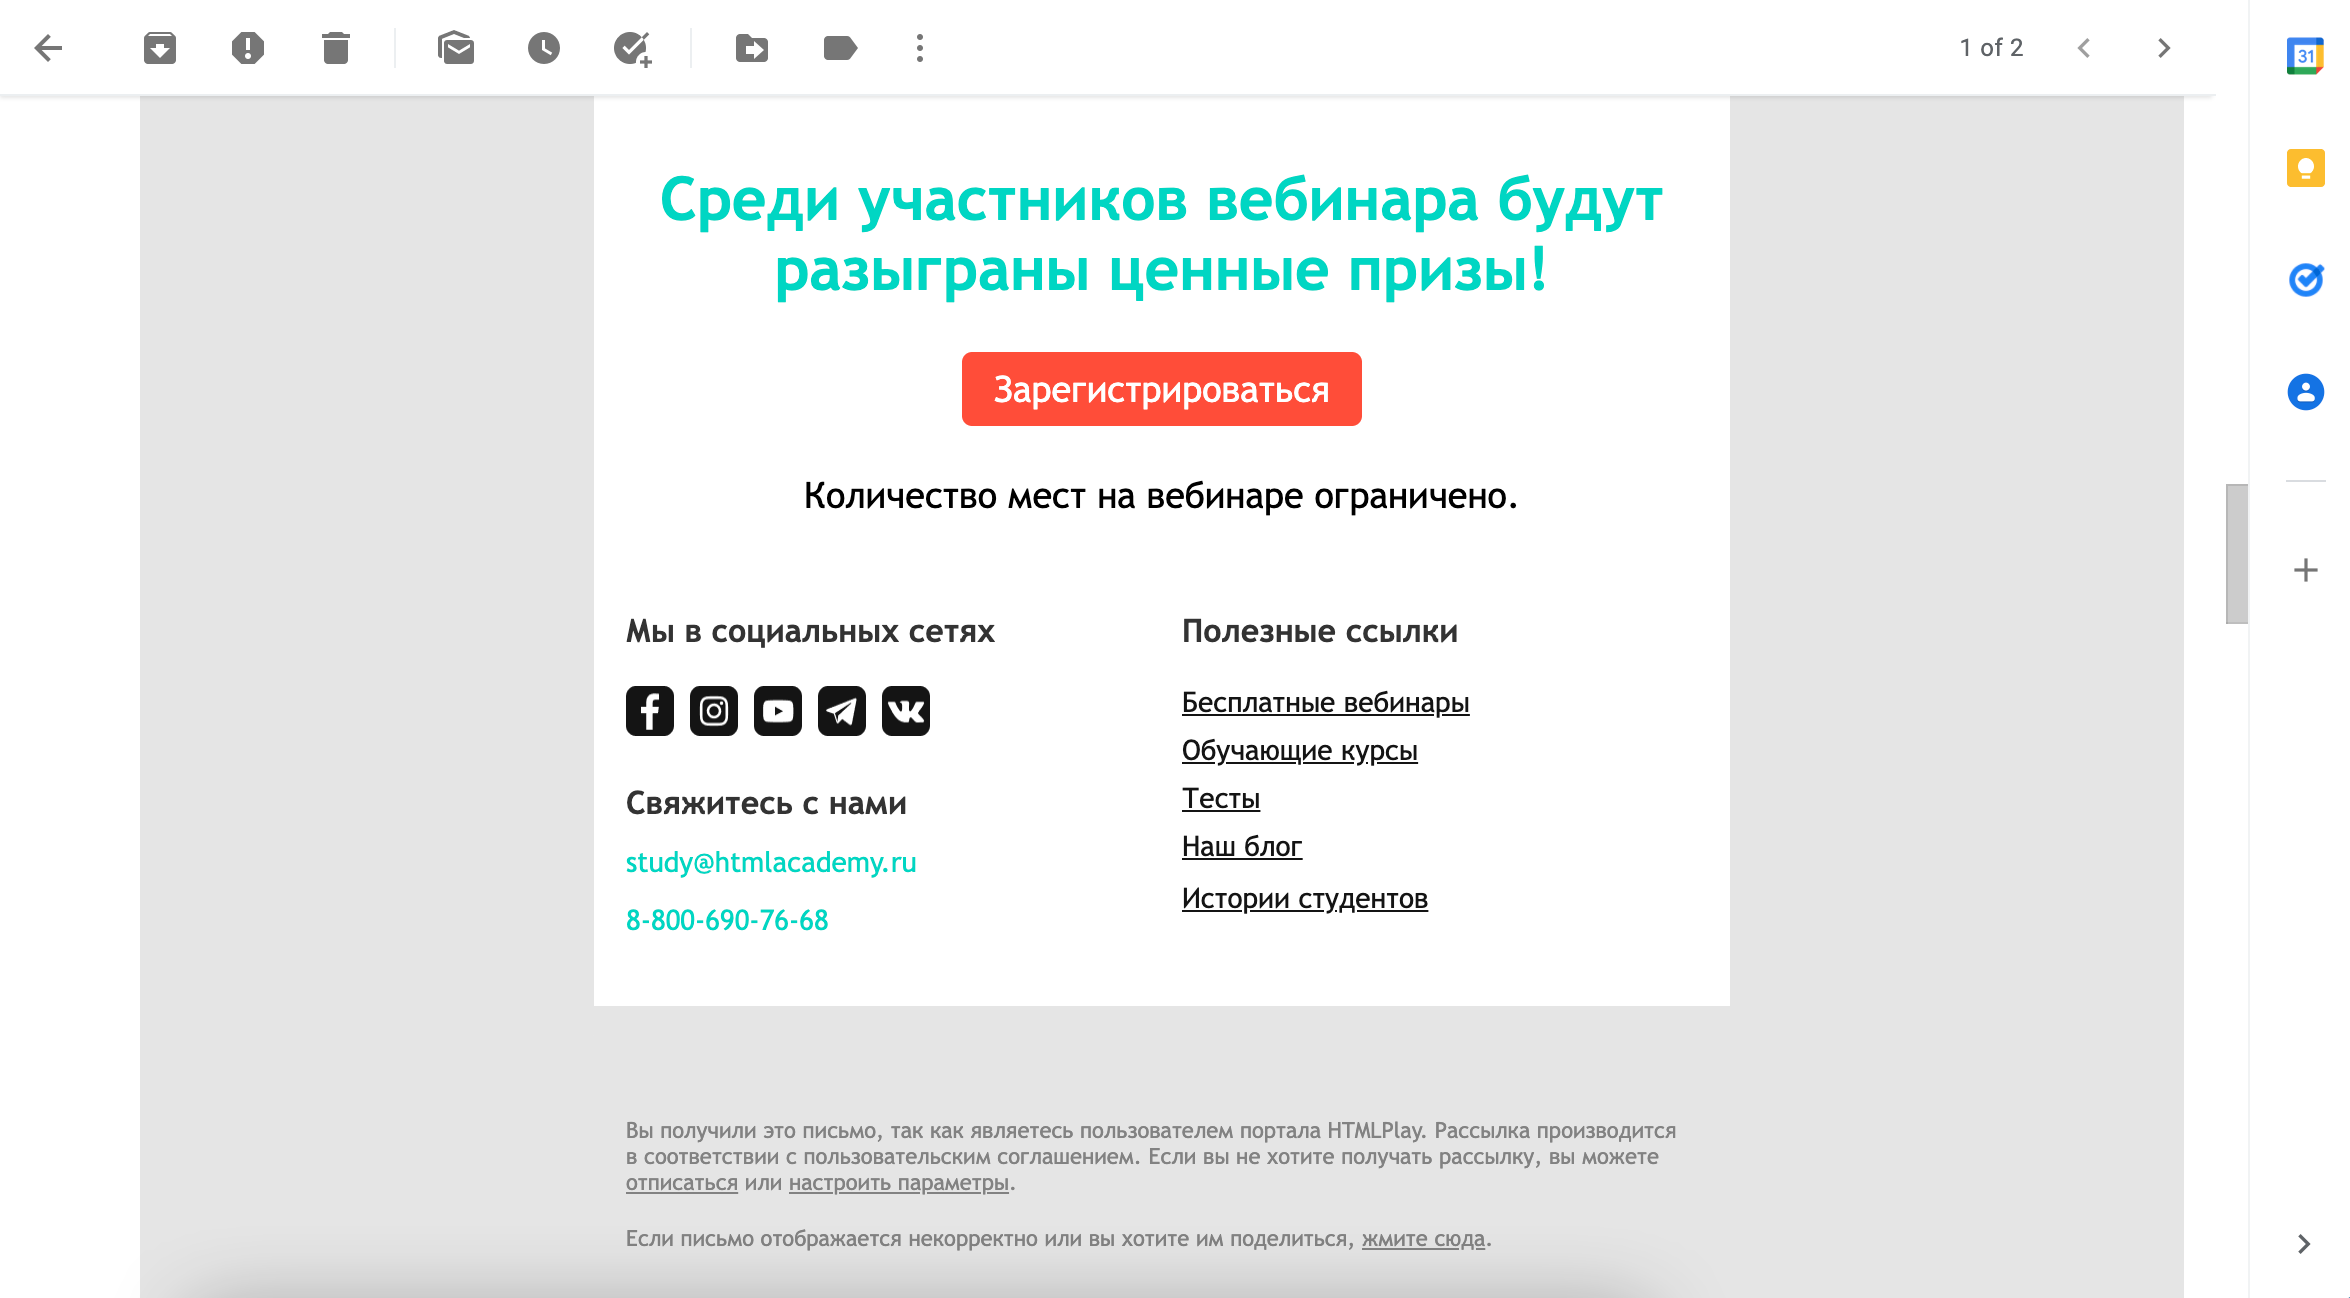 1 of 2
31
Среди участников вебинара будут
разыграны ценные призы!
Зарегистрироваться
Количество мест на вебинаре ограничено.
Мы в социальных сетях
Свяжитесь с нами
study@htmlacademy.ru
8-800-690-76-68
Полезные ссылки
Бесплатные вебинары
Обучающие курсы
Тесты
Наш блог
Истории студентов
Вы получили это письмо, так как являетесь пользователем портала HTMLPlay. Рассылка производится
в соответствии с пользовательским соглашением. Если вы не хотите получать рассылку, вы можете
отписаться или настроить параметры.
Если письмо отображается некорректно или вы хотите им поделиться, жмите сюда.